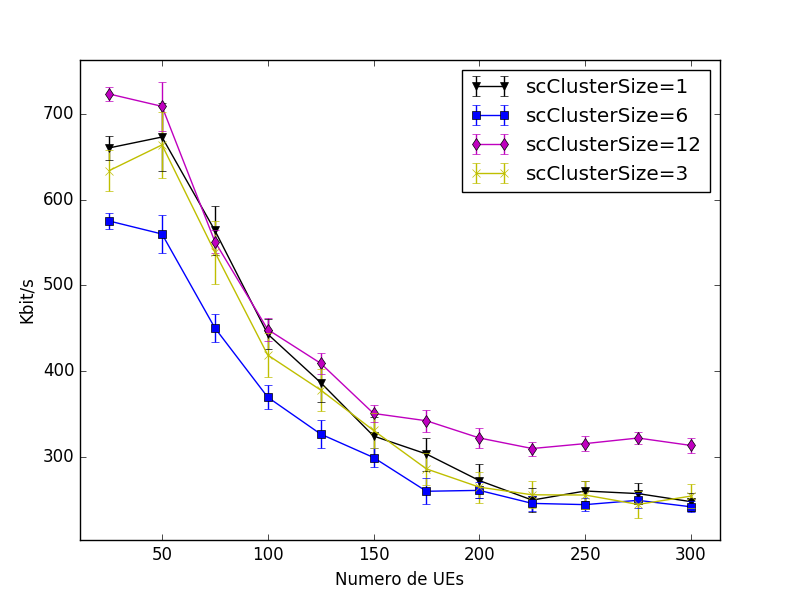 scClusterSize=1
scClusterSize=6
scClusterSize=12
scClusterSize=3
700
600
500
400
300
Kbit/s
50 100 150 200 250 300
Numero de UEs